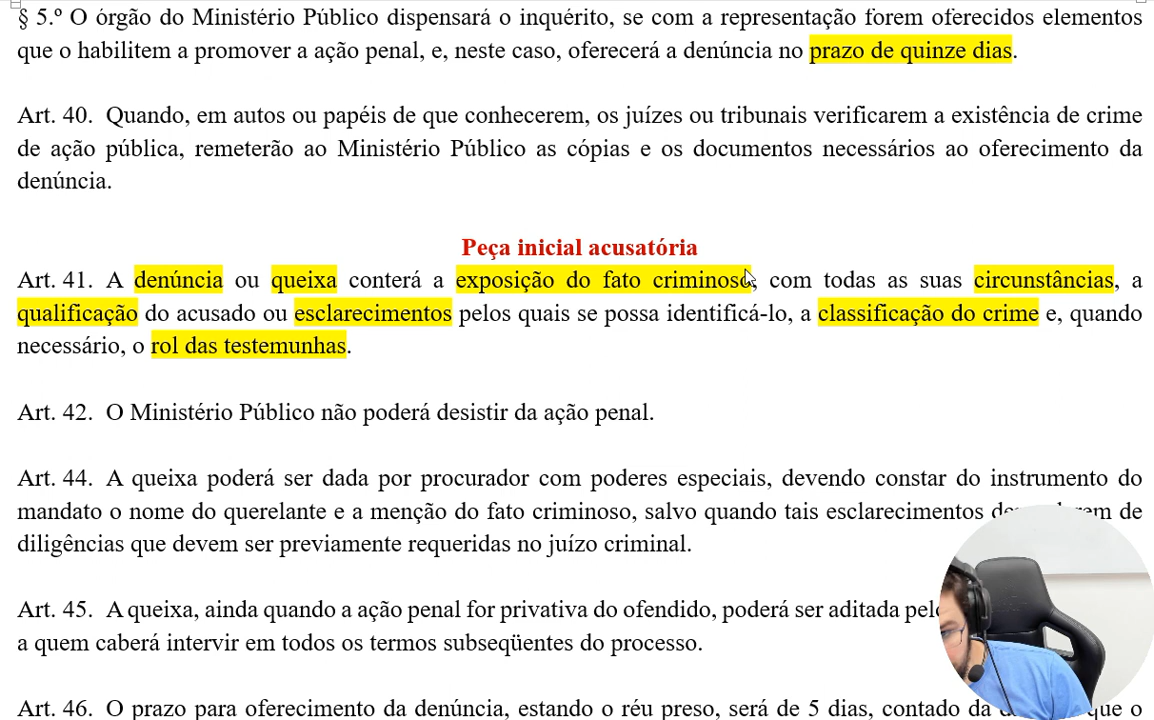 § 5.º O órgão do Ministério Público dispensará o inquérito, se com a representação forem oferecidos elementos
que o habilitem a promover a ação penal, e, neste caso, oferecerá a denúncia no prazo de quinze dias.
Art. 40. Quando, em autos ou papéis de que conhecerem, os juízes ou tribunais verificarem a existência de crime
de ação pública, remeterão ao Ministério Público as cópias e os documentos necessários ao oferecimento da
denúncia.
Peça inicial acusatória
Art. 41. A denúncia ou queixa conterá a exposição do fato criminoso, com todas as suas circunstâncias, a
qualificação do acusado ou esclarecimentos pelos quais se possa identificá-lo, a classificação do crime e, quando
necessário, o rol das testemunhas.
Art. 42. O Ministério Público não poderá desistir da ação penal.
Art. 44. A queixa poderá ser dada por procurador com poderes especiais, devendo constar do instrumento do
mandato o nome do querelante e a menção do fato criminoso, salvo quando tais esclarecimentos de
diligências que devem ser previamente requeridas no juízo criminal.
Art. 45. A queixa, ainda quando a ação penal for privativa do ofendido, poderá ser aditada
a quem caberá intervir em todos os termos subseqüentes do processo.
Art. 46. O prazo para oferecimento da denúncia, estando o réu preso, será de 5 dias, contado da que o